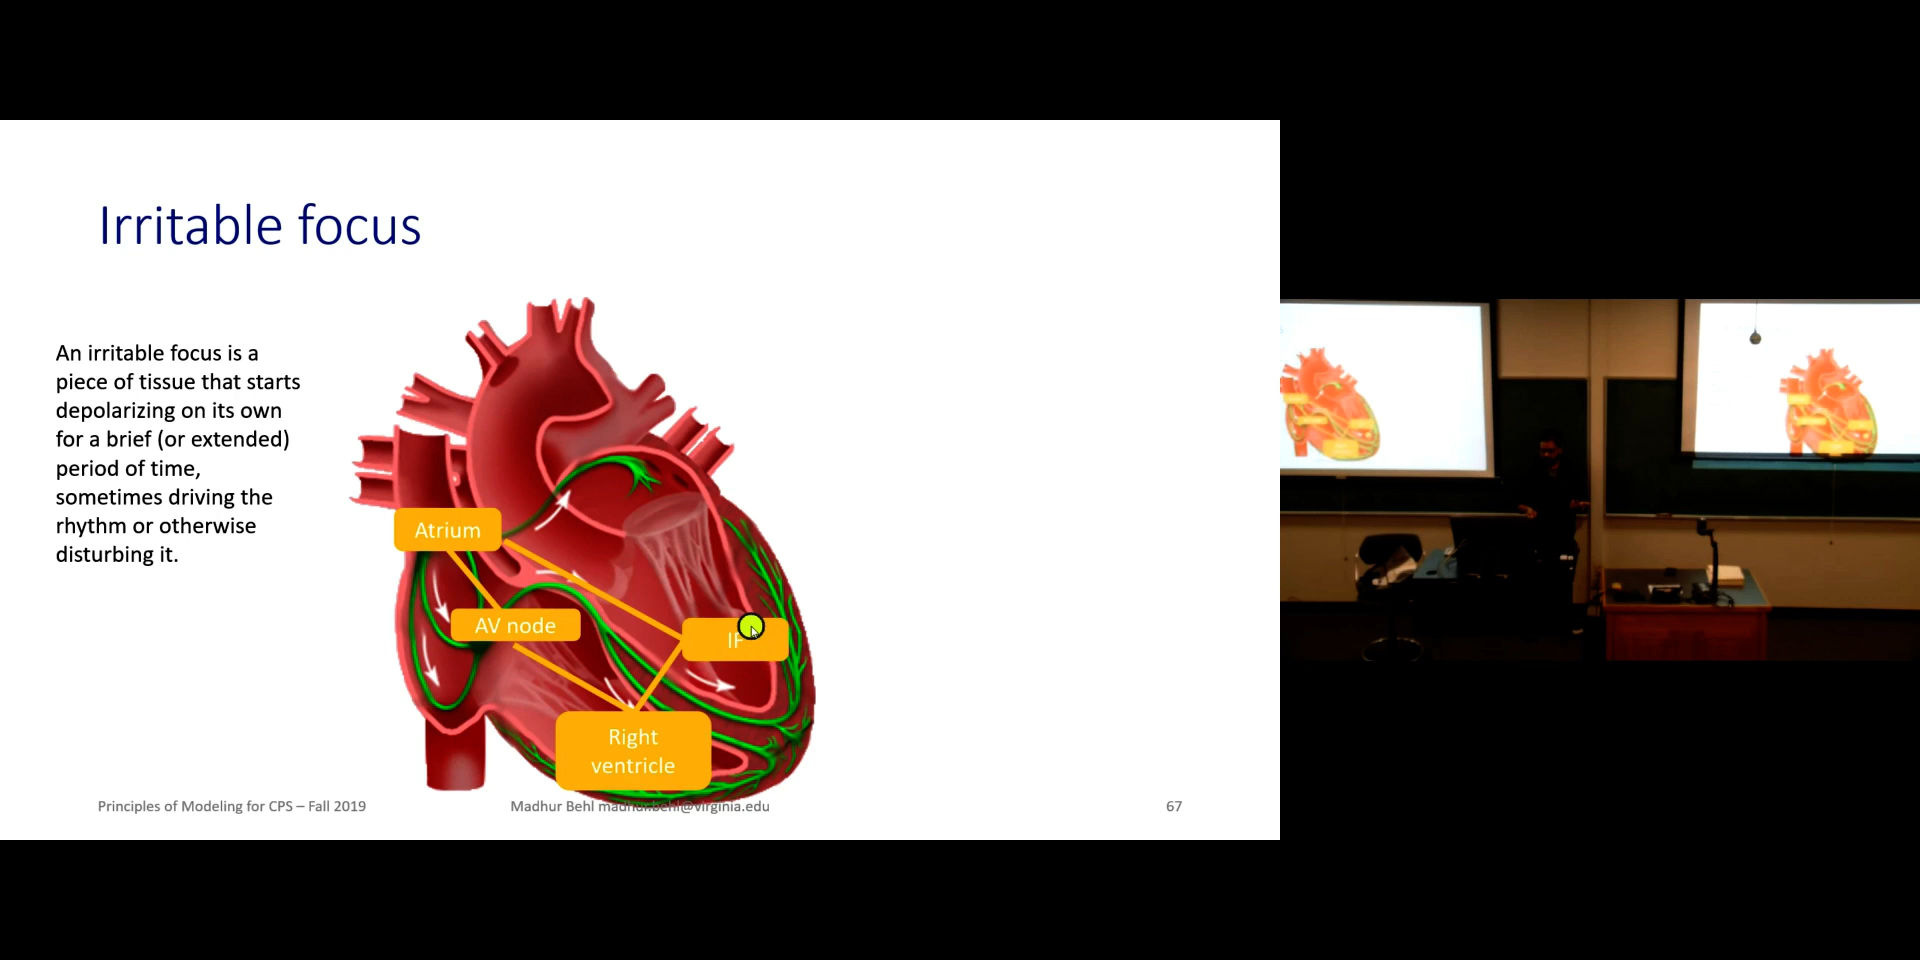 Irritable focus
An irritable focus is a
piece of tissue that starts
depolarizing on its own
for a brief (or extended)
period of time,
sometimes driving the
rhythm or otherwise
disturbing it.
Atrium
AV node
IF
Right
ventricle
Principles of Modeling for CPS – Fall 2019
Madhur Behl madhur.behl@virginia.edu
67